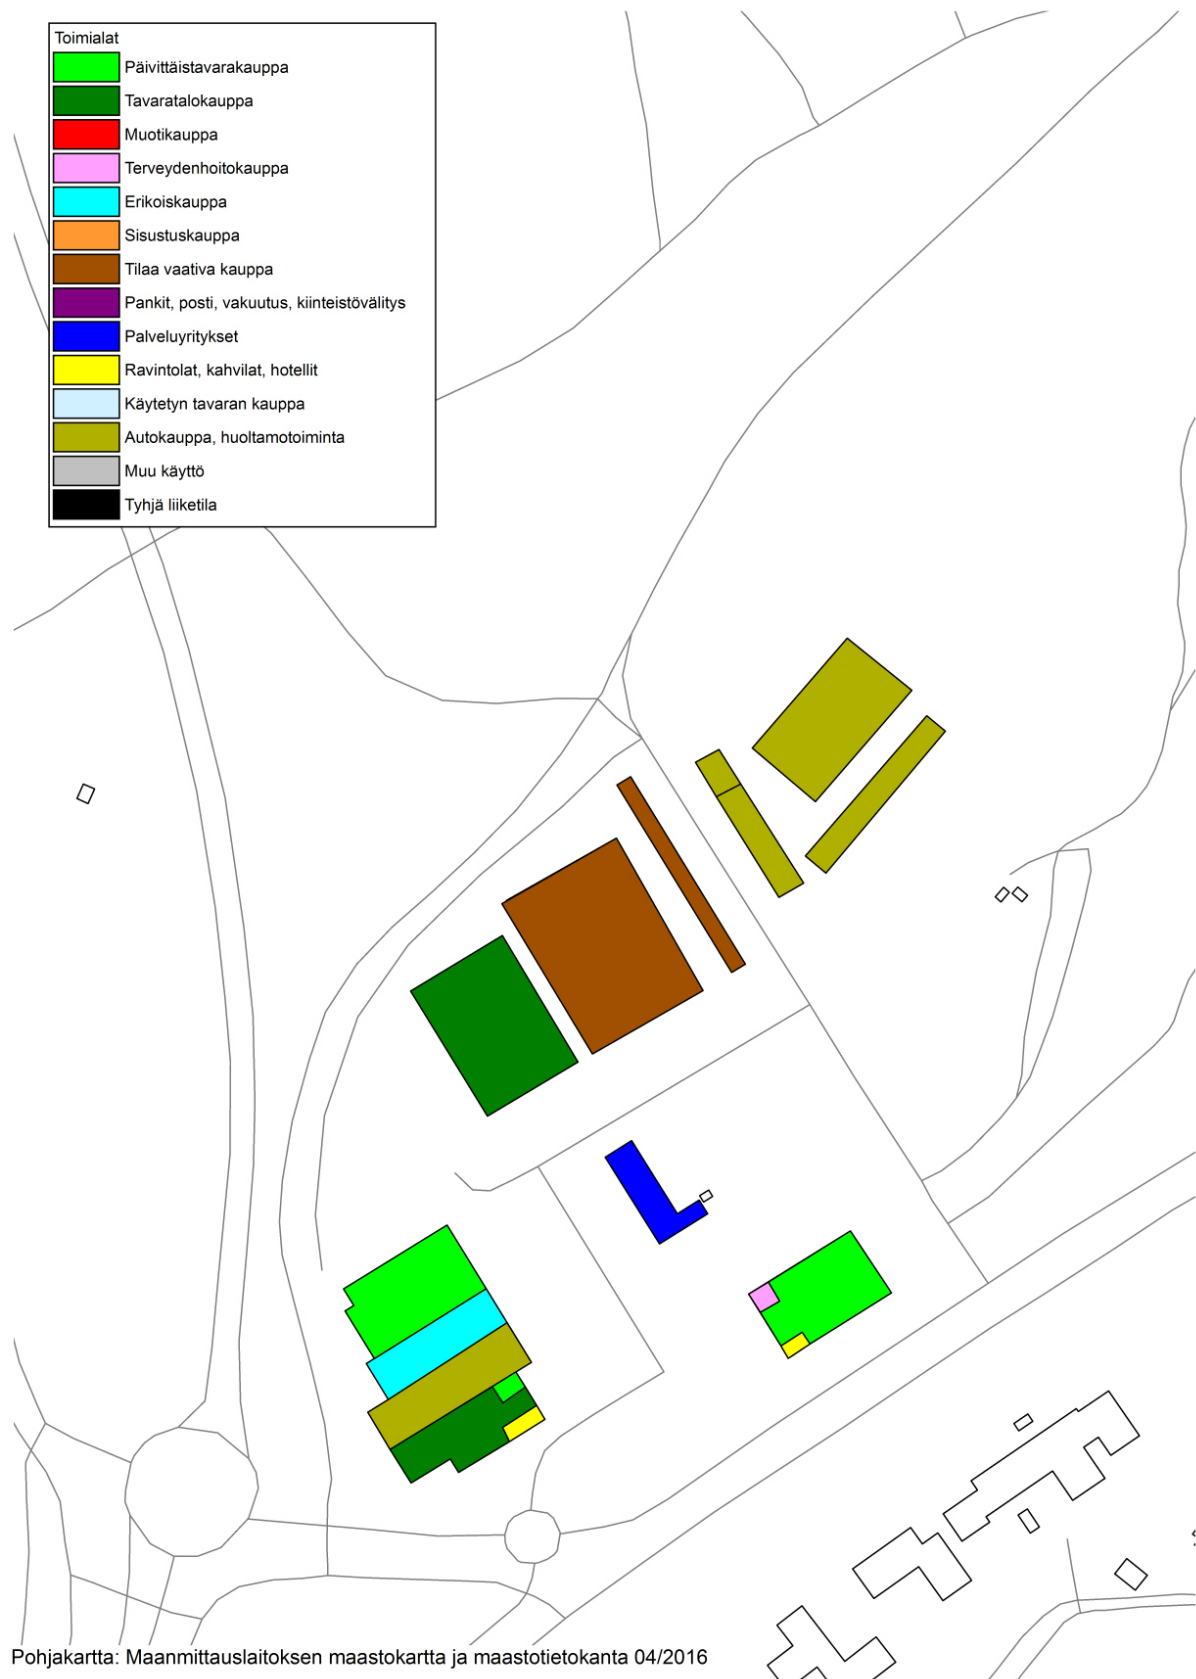 Toimialat
Päivittäistavarakauppa
Tavaratalokauppa
Muotikauppa
Terveydenhoitokauppa
Erikoiskauppa
Sisustuskauppa
Tilaa vaativa kauppa
Pankit, posti, vakuutus, kiinteistövälitys
Palveluyritykset
Ravintolat, kahvilat, hotellit
Käytetyn tavaran kauppa
Autokauppa, huoltamotoiminta
Muu käyttö
Tyhjä liiketila
Pohjakartta: Maanmittauslaitoksen maastokartta ja maastotietokanta 04/2016